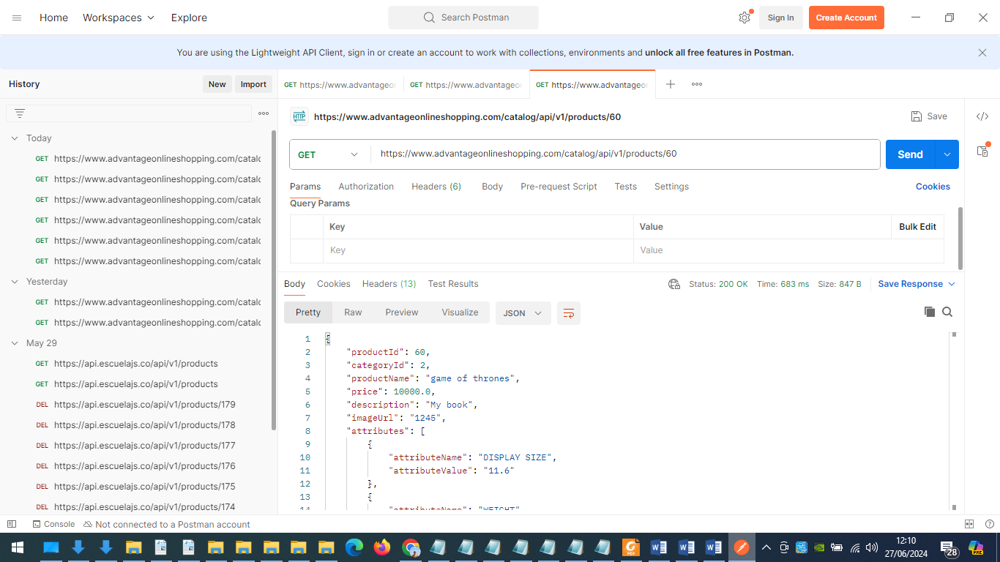 Home Workspaces Explore Search Postman Sign In Create Account
You are using the Lightweight API Client, sign in or create an account to work with collections, environments and unlock all free features in Postman.
History New Import
GET https://www.advantageo
GET https://www.advantageo
GET https://www.advantageon
HTTP https://www.advantageonlineshopping.com/catalog/api/v1/products/60 Save
GET https://www.advantageonlineshopping.com/catalog/api/v1/products/60 Send
Params Authorization Headers (6) Body Pre-request Script Tests Settings Cookies
Query Params
Key Value Bulk Edit
Key Value
Today
GET https://www.advantageonlineshopping.com/catalo
GET https://www.advantageonlineshopping.com/catalo
GET https://www.advantageonlineshopping.com/catalo
GET https://www.advantageonlineshopping.com/catalo
GET https://www.advantageonlineshopping.com/catalo
GET https://www.advantageonlineshopping.com/catalo
Yesterday
GET https://www.advantageonlineshopping.com/catalo
GET https://www.advantageonlineshopping.com/catalo
May 29
GET https://api.escuelajs.co/api/v1/products
GET https://api.escuelajs.co/api/v1/products
DEL https://api.escuelajs.co/api/v1/products/179
DEL https://api.escuelajs.co/api/v1/products/178
DEL https://api.escuelajs.co/api/v1/products/177
DEL https://api.escuelajs.co/api/v1/products/176
DEL https://api.escuelajs.co/api/v1/products/175
DEL https://api.escuelajs.co/api/v1/products/174
Body Cookies Headers (13) Test Results Status: 200 OK Time: 683 ms Size: 847 B Save Response
Pretty Raw Preview Visualize JSON
1 {
2 "productId": 60,
3 "categoryId": 2,
4 "productName": "game of thrones",
5 "price": 10000.0,
6 "description": "My book",
7 "imageUrl": "1245",
8 "attributes": [
9 {
10 "attributeName": "DISPLAY SIZE",
11 "attributeValue": "11.6"
12 },
13 {
14 "attributeName": "WEIGHT"
Console Not connected to a Postman account
12:10
27/06/2024
28
PRE
PDF